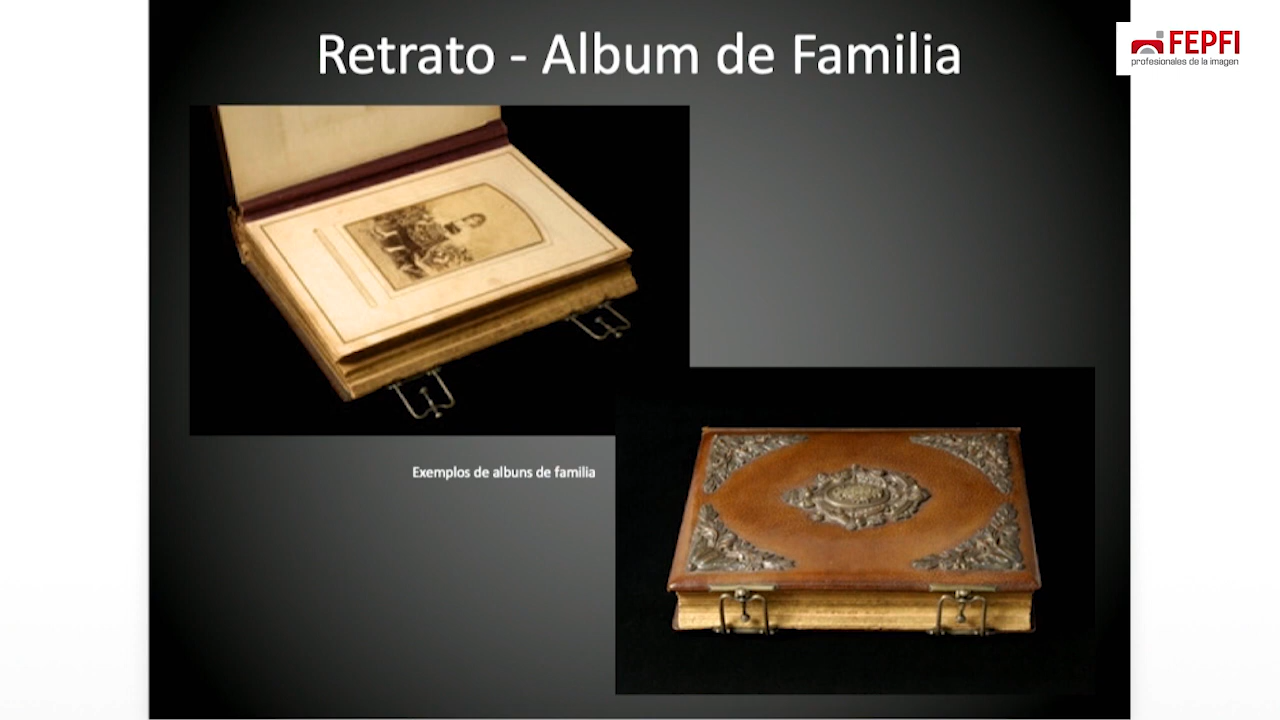 Retrato - Album de Familia
FEPFI
profesionales de la imagen
Exemplos de albuns de familia